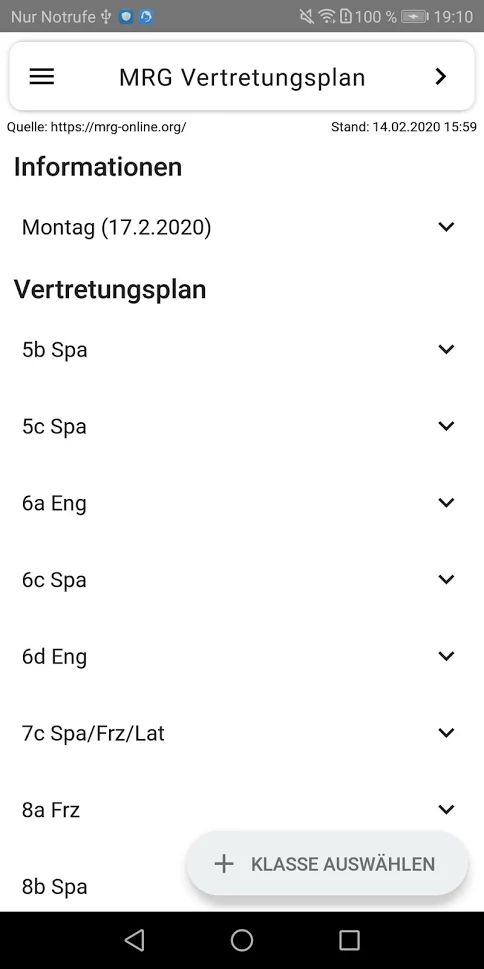 Nur Notrufe 100 % 19:10
MRG Vertretungsplan
Quelle: https://mrg-online.org/ Stand: 14.02.2020 15:59
Informationen
Montag (17.2.2020)
Vertretungsplan
5b Spa
5c Spa
6a Eng
6c Spa
6d Eng
7c Spa/Frz/Lat
8a Frz
KLASSE AUSWÄHLEN
8b Spa